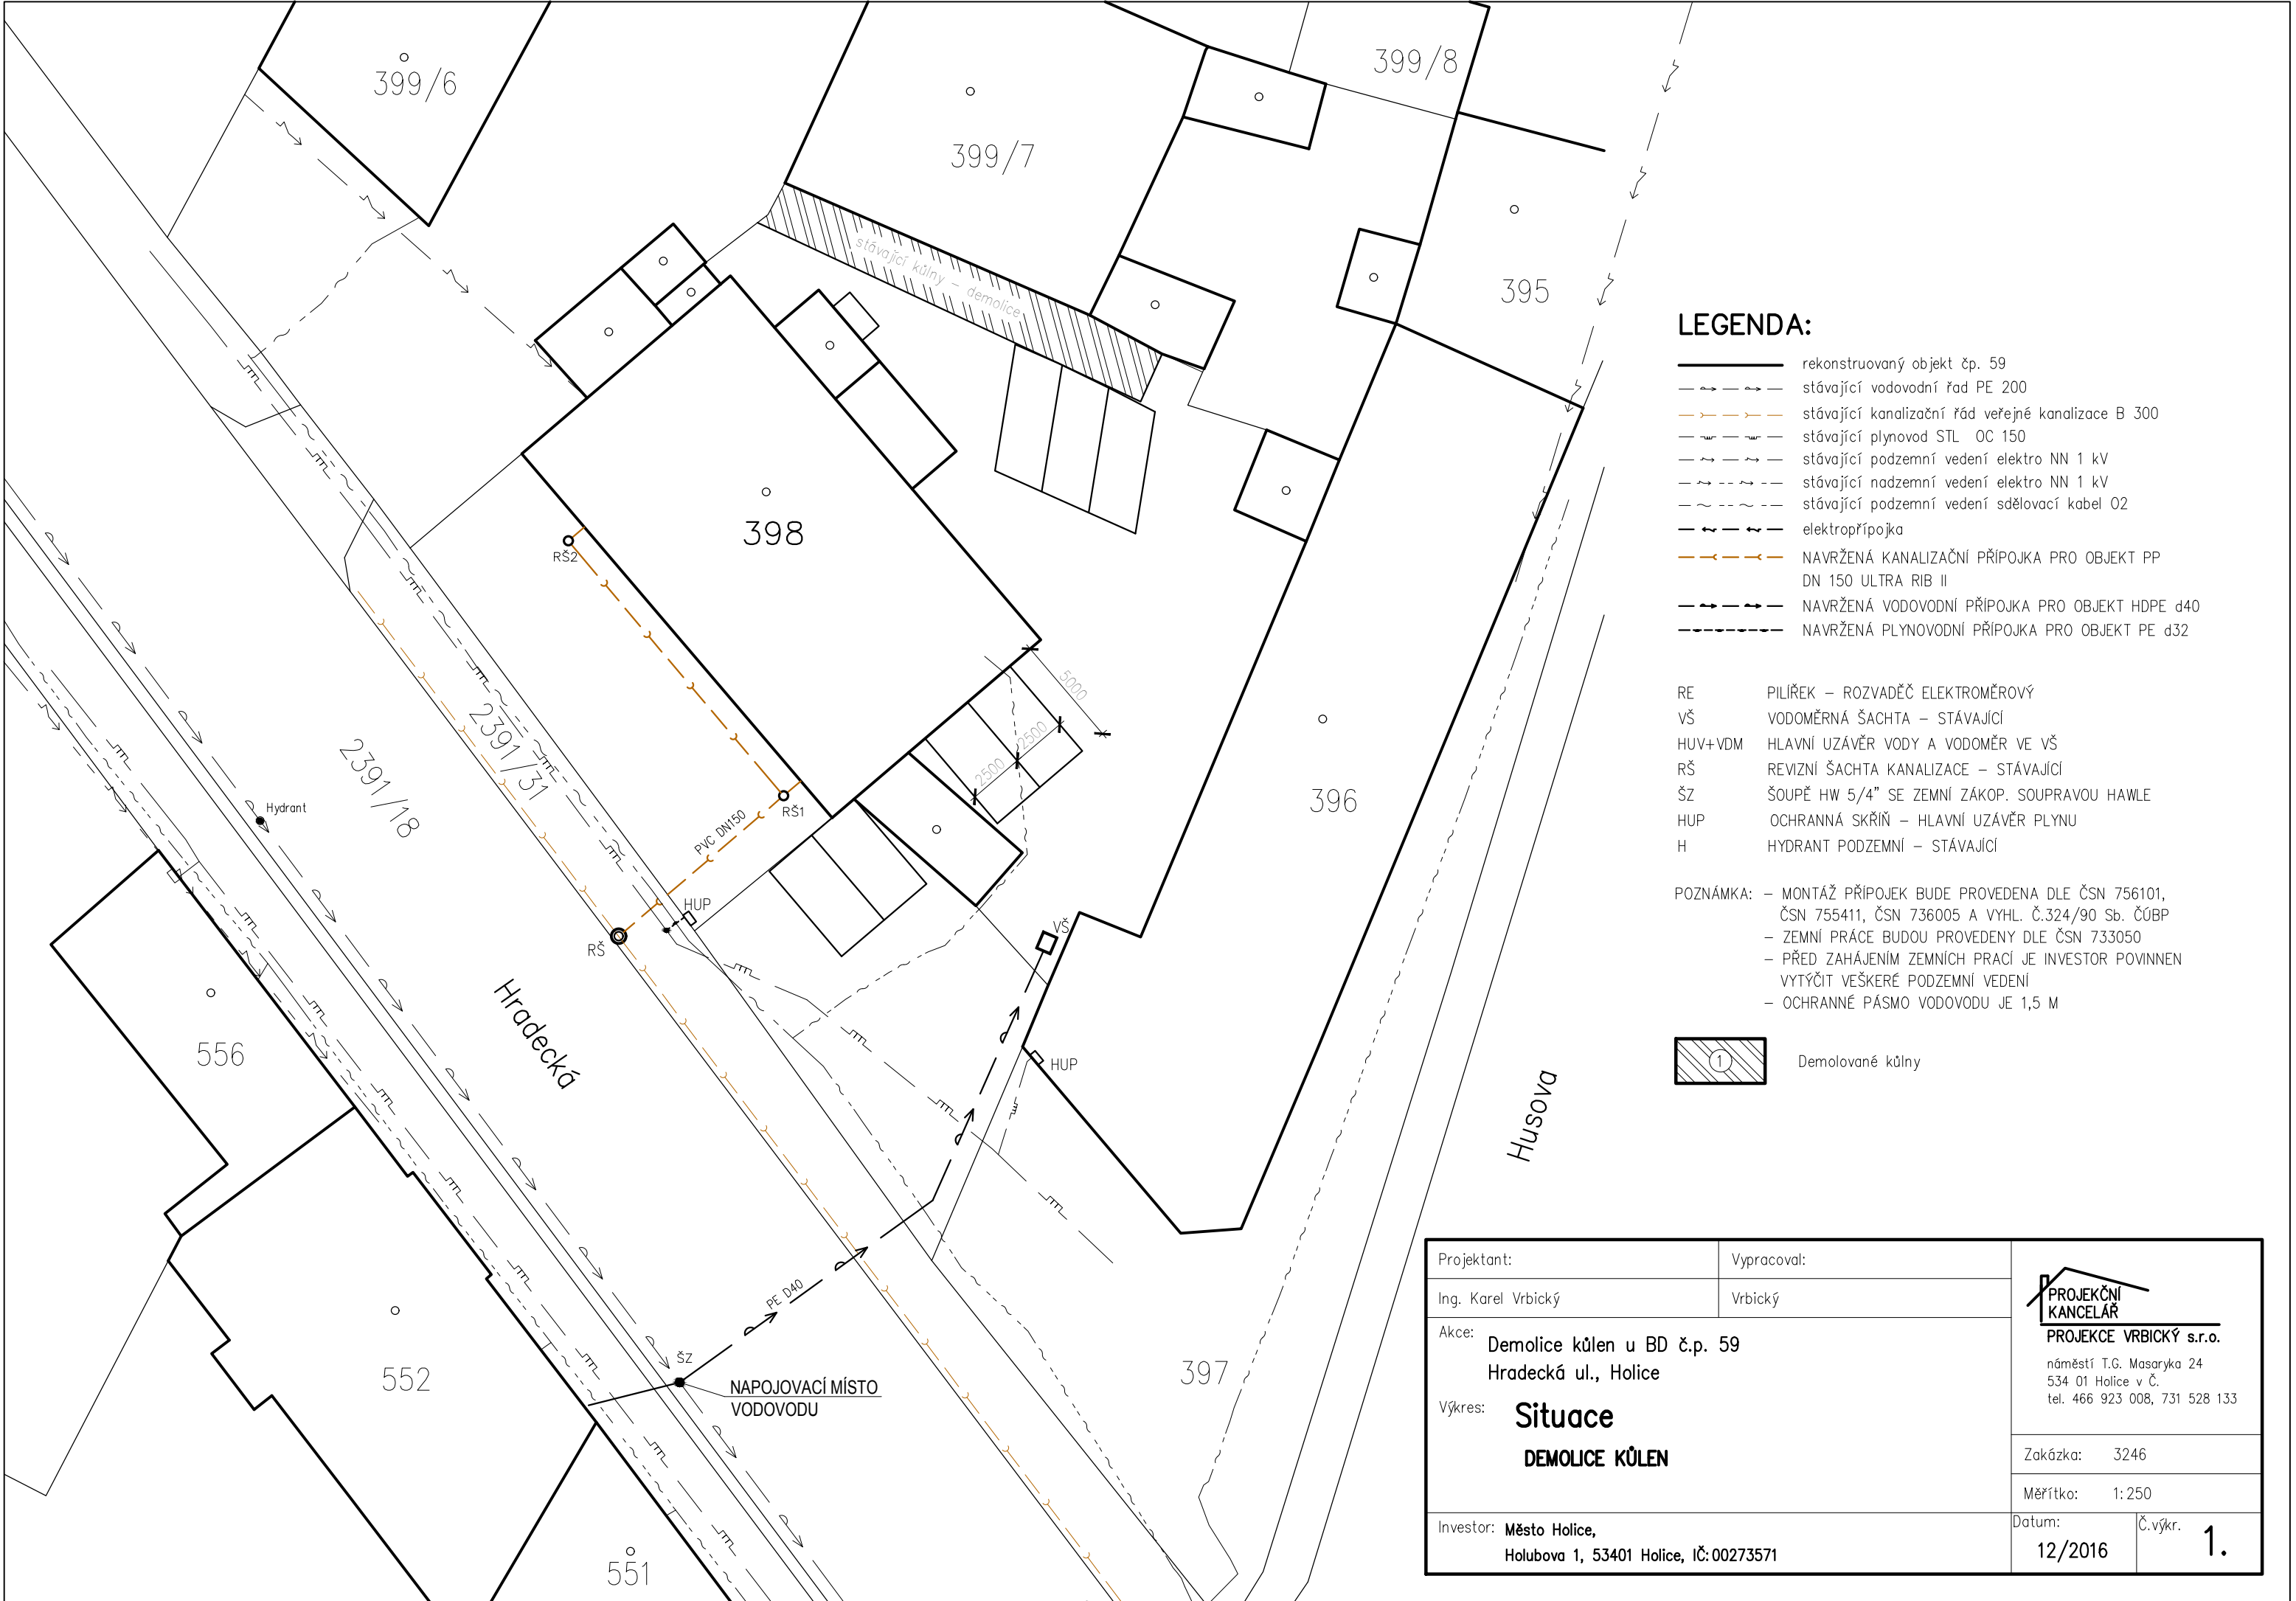 399/6
399/7
399/8
395
stávající kůlny – demolice
398
RŠ2
RŠ1
PVC DN150
HUP
RŠ
2391/31
2391/18
Hydrant
Hradecká
5000
2500
2500
396
VŠ
HUP
Husova
556
552
551
397
PE D40
ŠZ
NAPOJOVACÍ MÍSTO
VODOVODU
LEGENDA:
rekonstruovaný objekt čp. 59
stávající vodovodní řad PE 200
stávající kanalizační řád veřejné kanalizace B 300
stávající plynovod STL OC 150
stávající podzemní vedení elektro NN 1 kV
stávající nadzemní vedení elektro NN 1 kV
stávající podzemní vedení sdělovací kabel O2
elektropřípojka
NAVRŽENÁ KANALIZAČNÍ PŘÍPOJKA PRO OBJEKT PP
DN 150 ULTRA RIB II
NAVRŽENÁ VODOVODNÍ PŘÍPOJKA PRO OBJEKT HDPE d40
NAVRŽENÁ PLYNOVODNÍ PŘÍPOJKA PRO OBJEKT PE d32
RE PILÍŘEK – ROZVADĚČ ELEKTROMĚROVÝ
VŠ VODOMĚRNÁ ŠACHTA – STÁVAJÍCÍ
HUV+VDM HLAVNÍ UZÁVĚR VODY A VODOMĚR VE VŠ
RŠ REVIZNÍ ŠACHTA KANALIZACE – STÁVAJÍCÍ
ŠZ ŠOUPĚ HW 5/4" SE ZEMNÍ ZÁKOP. SOUPRAVOU HAWLE
HUP OCHRANNÁ SKŘÍŇ – HLAVNÍ UZÁVĚR PLYNU
H HYDRANT PODZEMNÍ – STÁVAJÍCÍ
POZNÁMKA: – MONTÁŽ PŘÍPOJEK BUDE PROVEDENA DLE ČSN 756101,
ČSN 755411, ČSN 736005 A VYHL. Č.324/90 Sb. ČÚBP
– ZEMNÍ PRÁCE BUDOU PROVEDENY DLE ČSN 733050
– PŘED ZAHÁJENÍM ZEMNÍCH PRACÍ JE INVESTOR POVINNEN
VYTÝČIT VEŠKERÉ PODZEMNÍ VEDENÍ
– OCHRANNÉ PÁSMO VODOVODU JE 1,5 M
1 Demolované kůlny
Projektant: Vypracoval:
Ing. Karel Vrbický Vrbický
Akce: Demolice kůlen u BD č.p. 59
Hradecká ul., Holice
Výkres: Situace
DEMOLICE KŮLEN
Investor: Město Holice,
Holubova 1, 53401 Holice, IČ:00273571
PROJEKČNÍ
KANCELÁŘ
PROJEKCE VRBICKÝ s.r.o.
náměstí T.G. Masaryka 24
534 01 Holice v Č.
tel. 466 923 008, 731 528 133
Zakázka: 3246
Měřítko: 1:250
Datum: 12/2016
Č.výkr. 1.